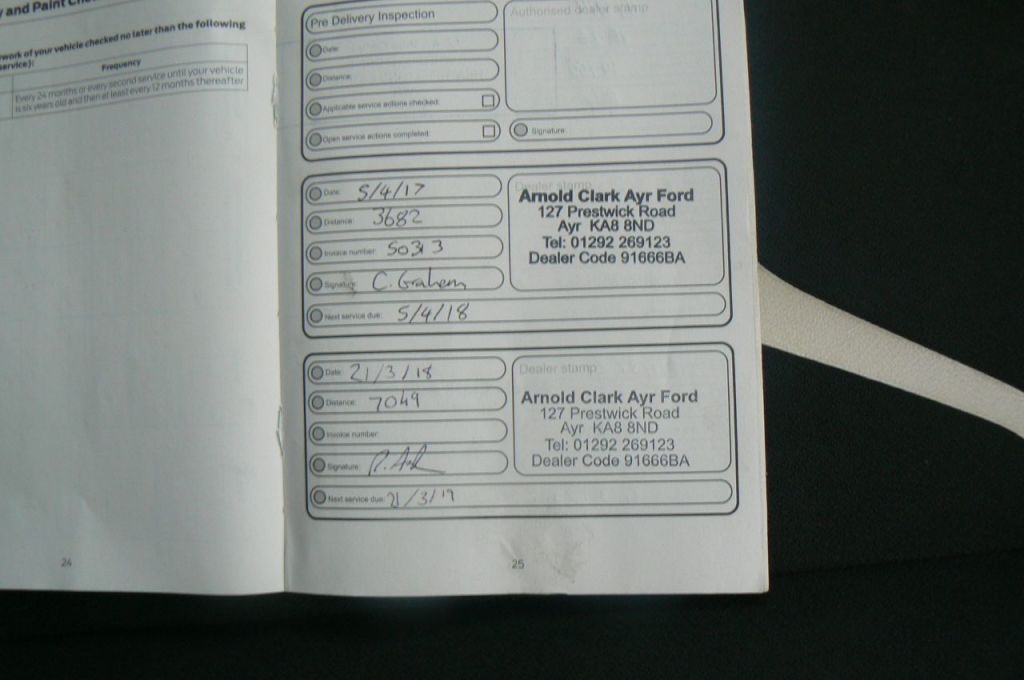 and Paint
work of your vehicle checked no later than the following
service):
Frequency
Every 24 months or every second service until your vehicle
is six years old and then at least every 12 months thereafter
24
Pre Delivery Inspection
Date:
Distance:
Applicable service actions checked:
Open service actions completed:
Authorised dealer stamp
Signature
Date: 5/4/17
Distance: 3682
Invoice number: 50313
Signature: C. Graham
Next service due: 5/4/18
Dealer stamp
Arnold Clark Ayr Ford
127 Prestwick Road
Ayr KA8 8ND
Tel: 01292 269123
Dealer Code 91666BA
Date: 21/3/18
Distance: 7049
Invoice number:
Signature:
Next service due: 21/3/19
Dealer stamp
Arnold Clark Ayr Ford
127 Prestwick Road
Ayr KA8 8ND
Tel: 01292 269123
Dealer Code 91666BA
25